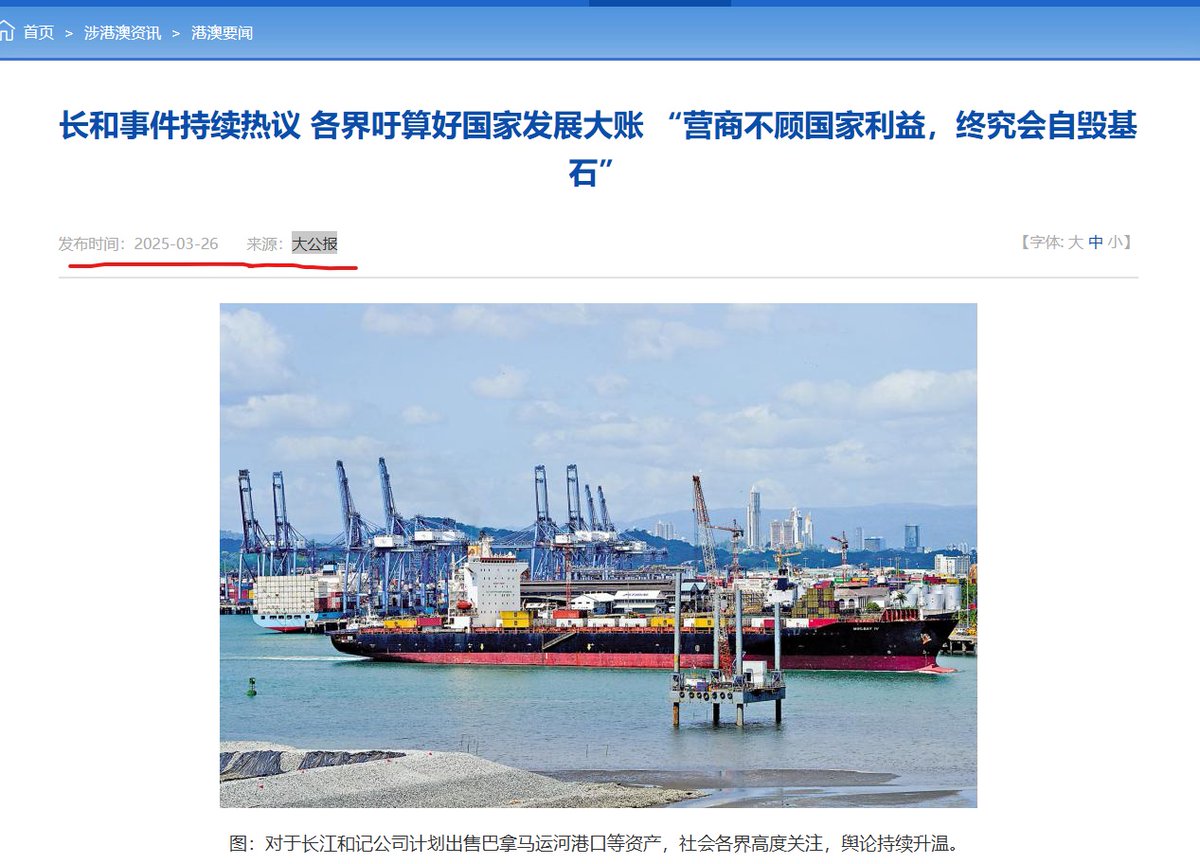 首页 > 涉港澳资讯 > 港澳要闻
长和事件持续热议 各界吁算好国家发展大账 “营商不顾国家利益，终究会自毁基
石”
发布时间：2025-03-26 来源：大公报
【字体: 大 中 小】
图：对于长江和记公司计划出售巴拿马运河港口等资产，社会各界高度关注，舆论持续升温。